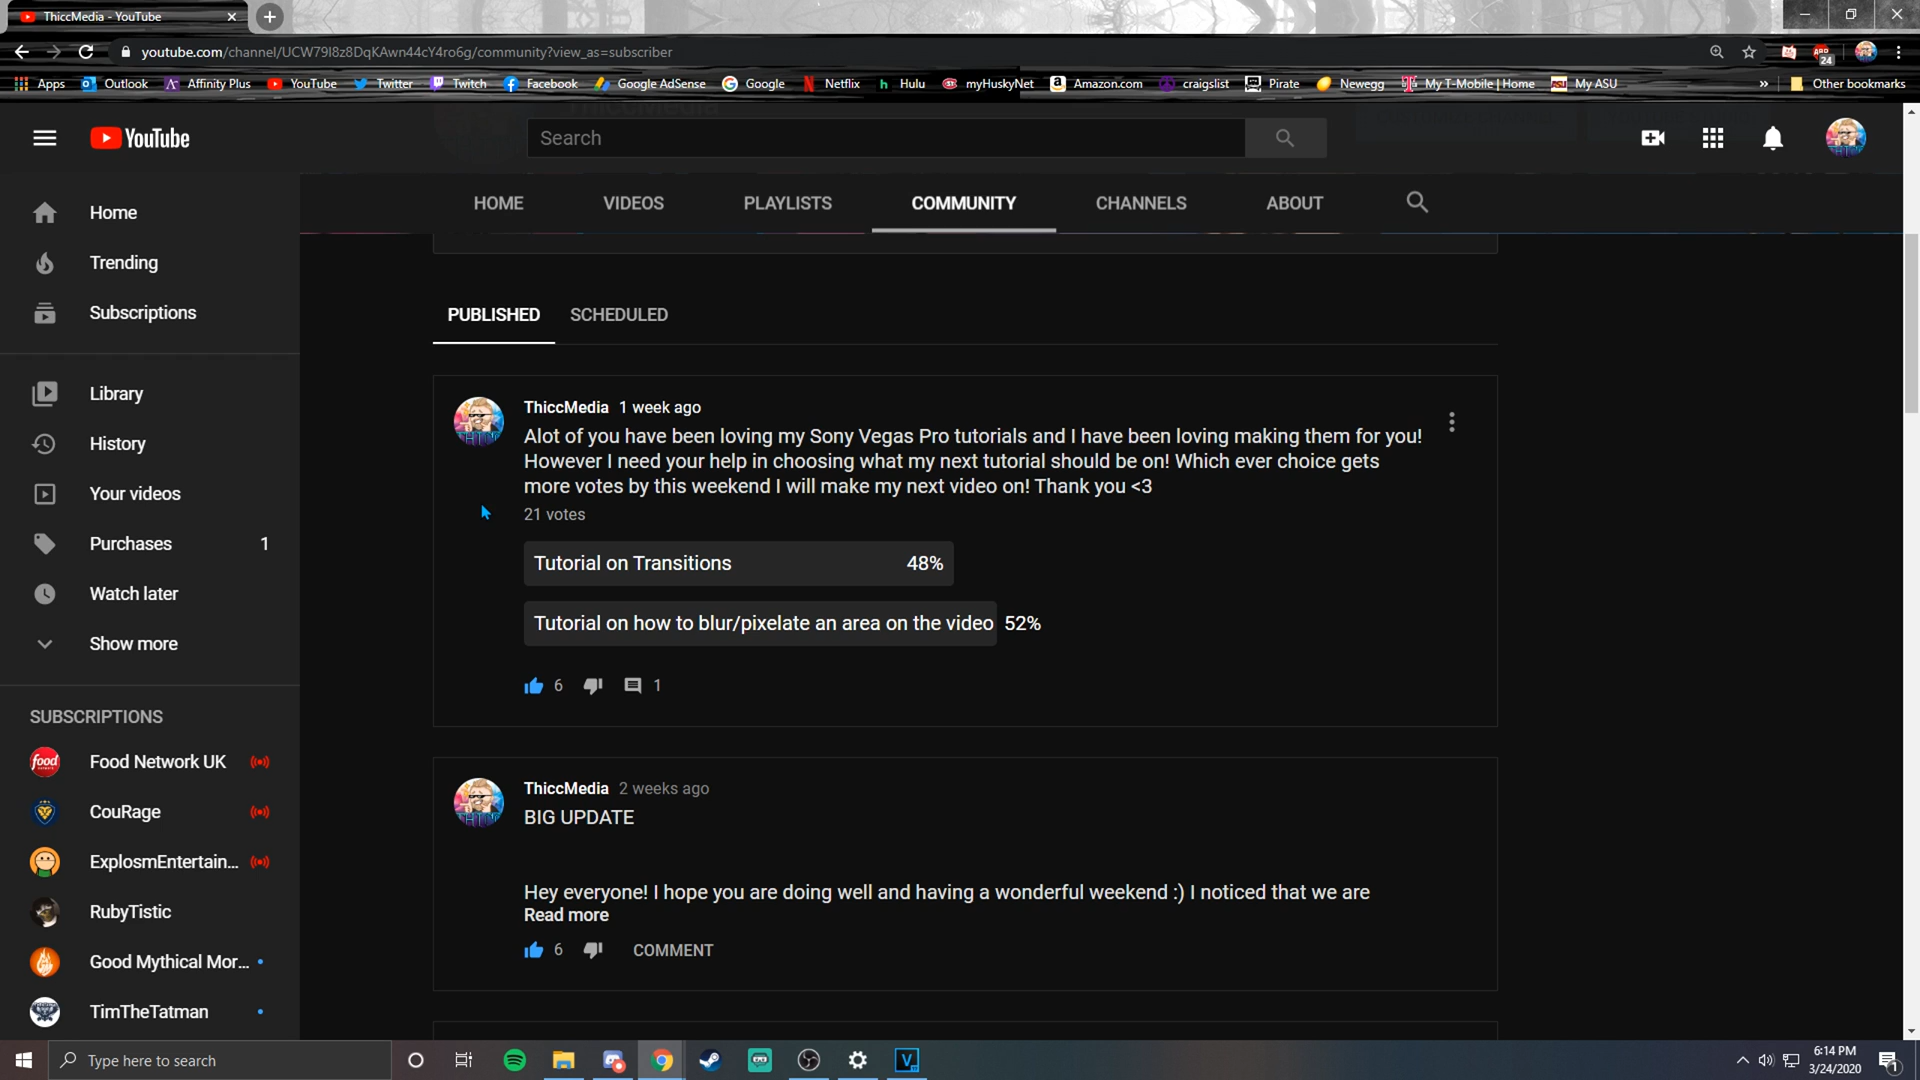 ThiccMedia - YouTube
youtube.com/channel/UCW79I8z8DqKAwn44cY4ro6g/community?view_as=subscriber
24
Apps Outlook Affinity Plus YouTube Twitter Twitch Facebook Google AdSense Google Netflix Hulu myHuskyNet Amazon.com craigslist Pirate Newegg My T-Mobile | Home My ASU » Other bookmarks
YouTube
Search
HOME VIDEOS PLAYLISTS COMMUNITY CHANNELS ABOUT
Home
Trending
Subscriptions
Library
History
Your videos
Purchases 1
Watch later
Show more
SUBSCRIPTIONS
Food Network UK
CouRage
ExplosmEntertain...
RubyTistic
Good Mythical Mor...
TimTheTatman
PUBLISHED SCHEDULED
ThiccMedia 1 week ago
Alot of you have been loving my Sony Vegas Pro tutorials and I have been loving making them for you!
However I need your help in choosing what my next tutorial should be on! Which ever choice gets
more votes by this weekend I will make my next video on! Thank you <3
21 votes
Tutorial on Transitions 48%
Tutorial on how to blur/pixelate an area on the video 52%
6 1
ThiccMedia 2 weeks ago
BIG UPDATE
Hey everyone! I hope you are doing well and having a wonderful weekend :) I noticed that we are
Read more
6 COMMENT
Type here to search
6:14 PM
3/24/2020
1